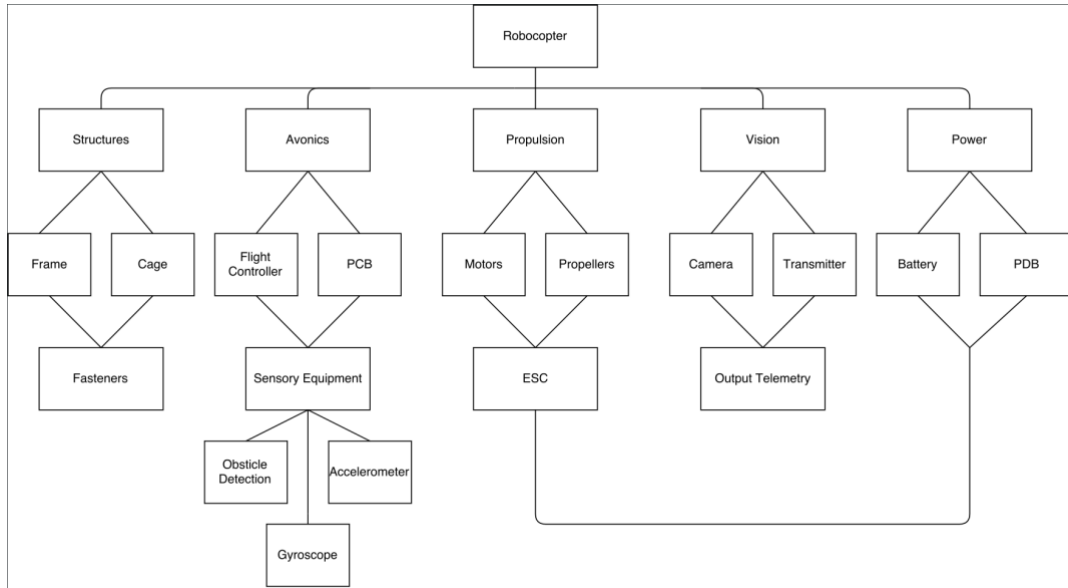 Robocopter
Structures
Avonics
Propulsion
Vision
Power
Frame
Cage
Flight
Controller
PCB
Motors
Propellers
Camera
Transmitter
Battery
PDB
Fasteners
Sensory Equipment
ESC
Output Telemetry
Obsticle
Detection
Accelerometer
Gyroscope